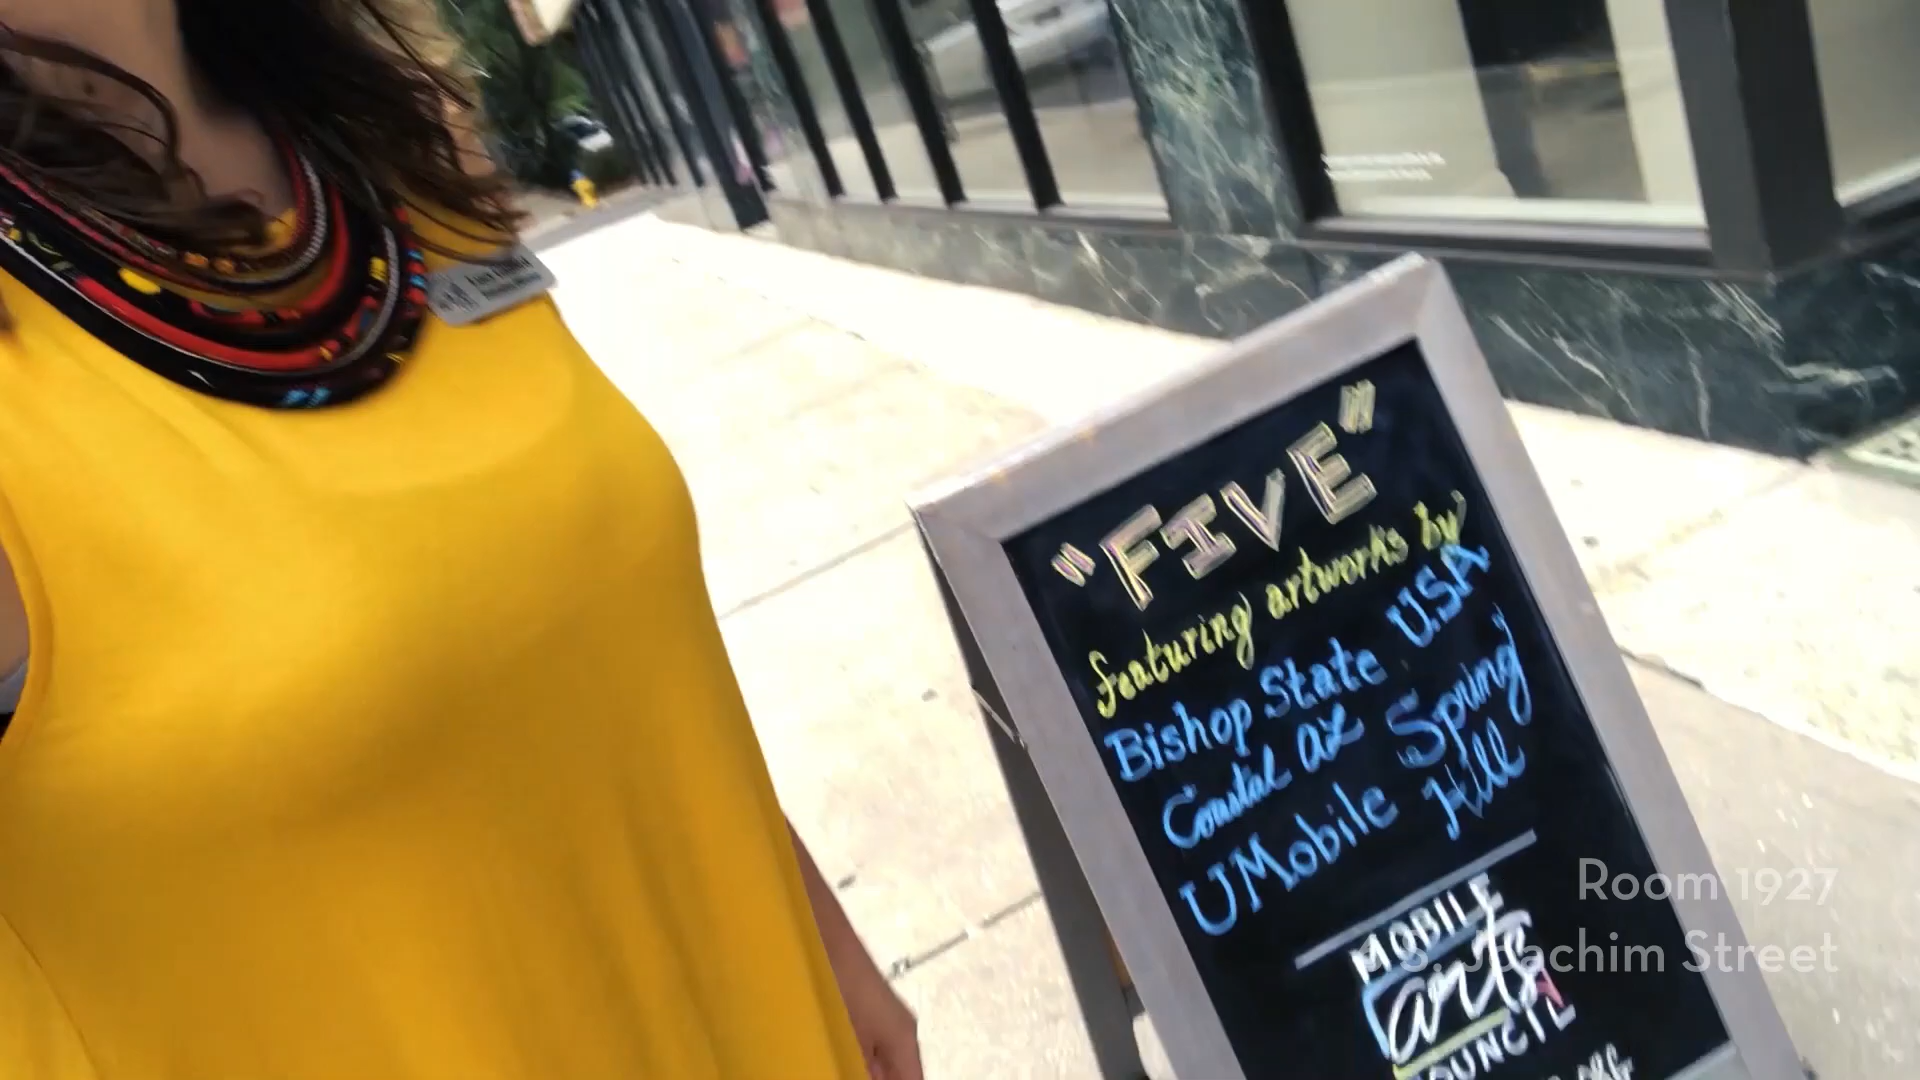 "FIVE"
featuring artworks by
Bishop State USA
Coastal AL Spring
UMobile Hill
MOBILE
arts
COUNCIL
.ORG
Room 1927
S. Joachim Street